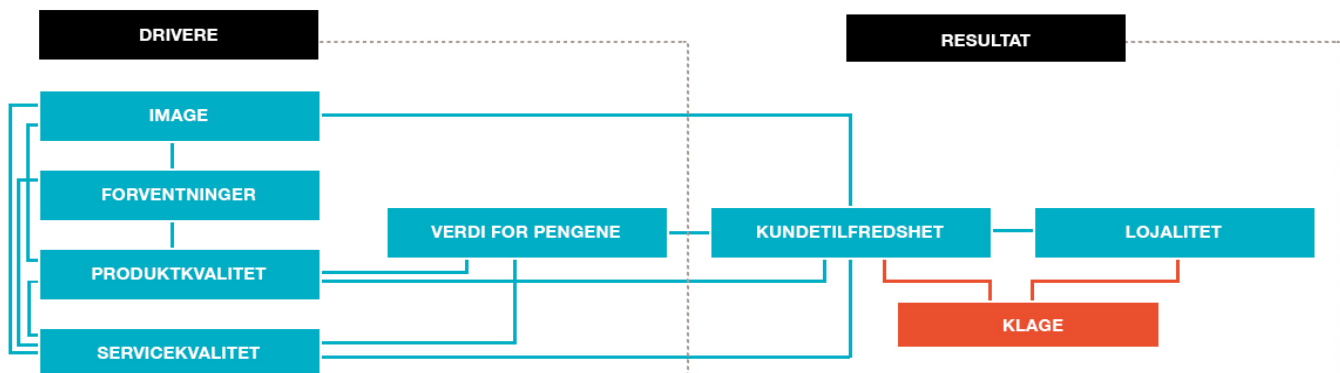 DRIVERE
RESULTAT
IMAGE
FORVENTNINGER
PRODUKTKVALITET
SERVICEKVALITET
VERDI FOR PENGENE
KUNDETILFREDSHET
LOJALITET
KLAGE